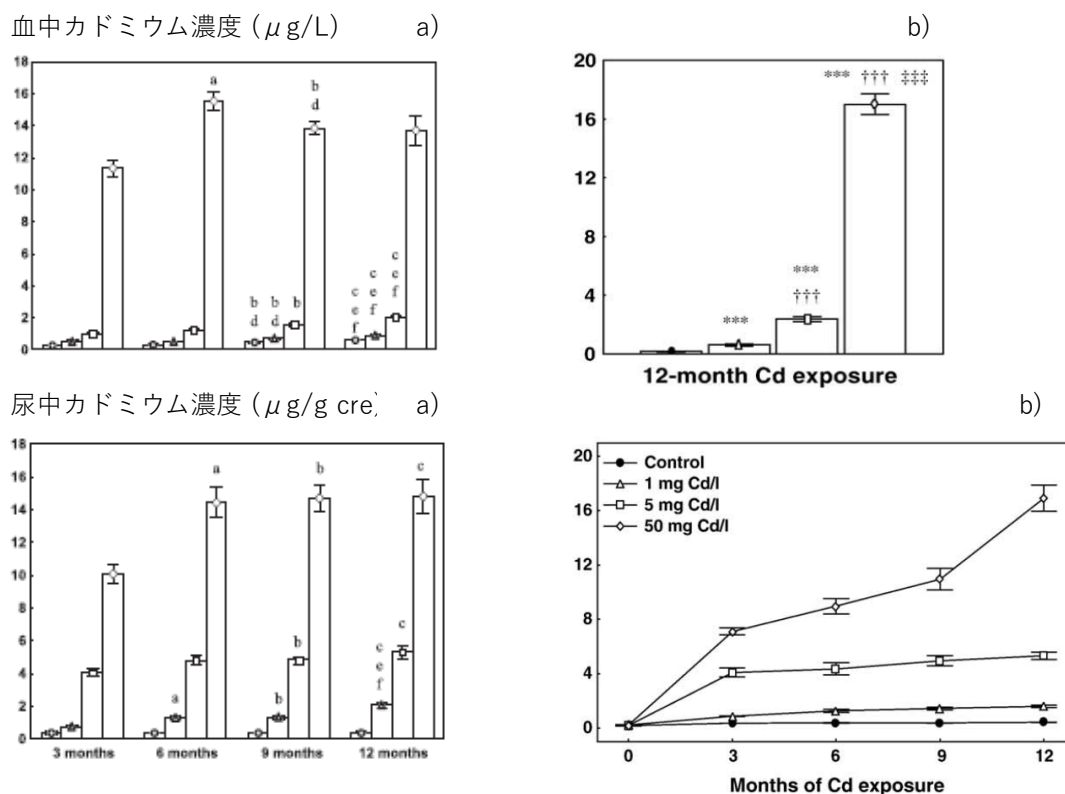 血中カドミウム濃度 (μg/L) a) b)
18
16
14
12
10
8
6
4
2
0
a
b
d
b
d
b
d
b
c
e
f
c
e
f
c
e
f
20
16
12
8
4
0
***
***
†††
*** ††† ‡‡‡
12-month Cd exposure
尿中カドミウム濃度 (μg/g cre) a) b)
18
16
14
12
10
8
6
4
2
0
a
a
b
b
b
c
e
f
c
c
3 months 6 months 9 months 12 months
20
16
12
8
4
0
Control
1 mg Cd/l
5 mg Cd/l
50 mg Cd/l
0 3 6 9 12
Months of Cd exposure